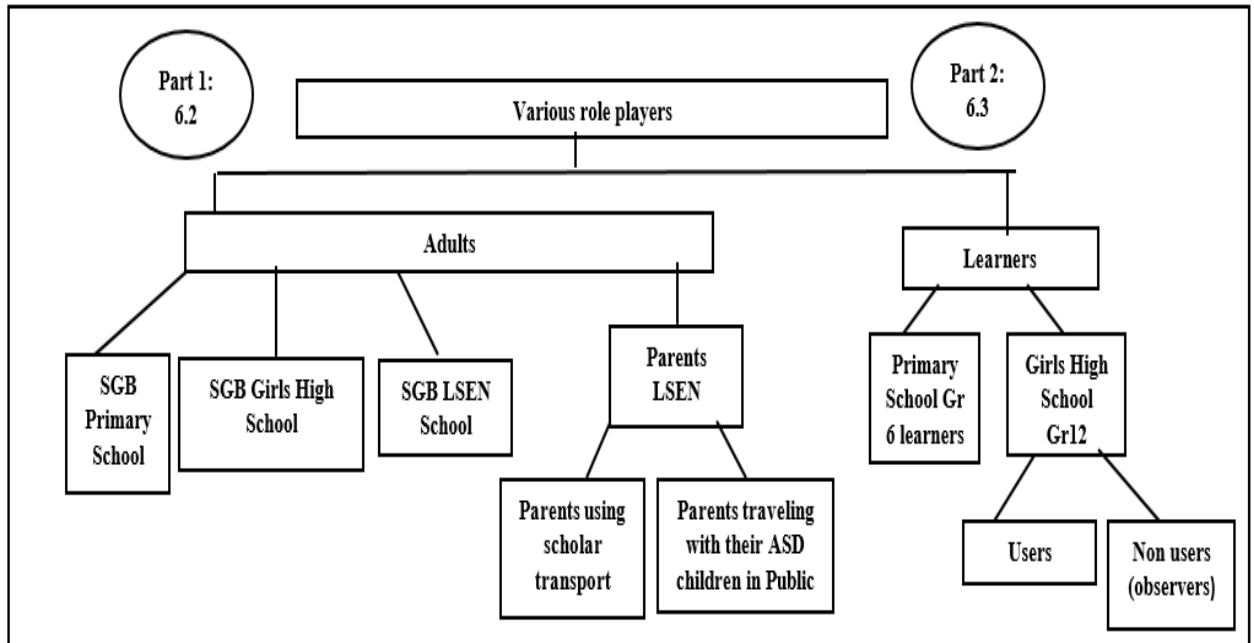 Part 1:
6.2
Various role players
Part 2:
6.3
Adults
Learners
SGB
Primary
School
SGB Girls High
School
SGB LSEN
School
Parents
LSEN
Primary
School Gr
6 learners
Girls High
School
Gr12
Parents using
scholar
transport
Parents traveling
with their ASD
children in Public
Users
Non users
(observers)